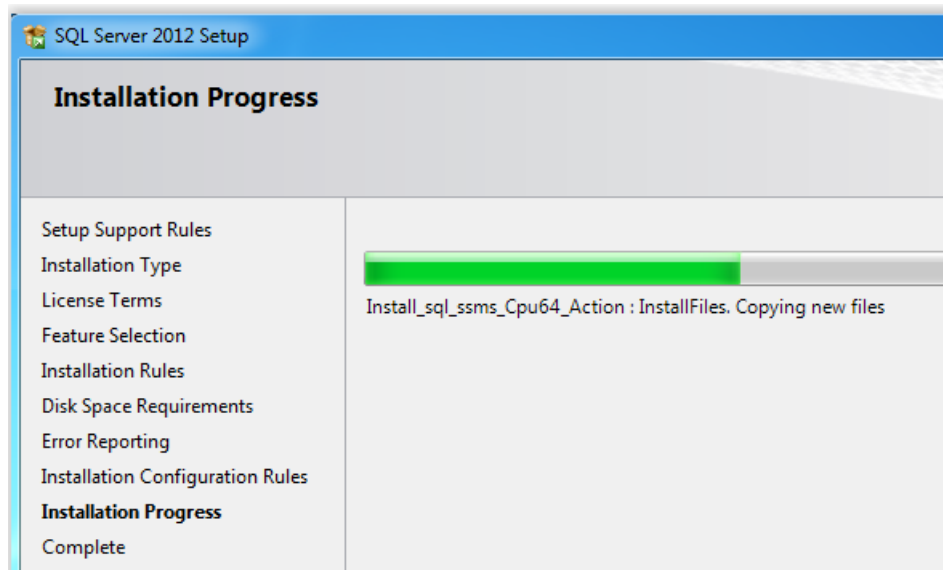 SQL Server 2012 Setup
Installation Progress
Setup Support Rules
Installation Type
License Terms
Feature Selection
Installation Rules
Disk Space Requirements
Error Reporting
Installation Configuration Rules
Installation Progress
Complete
Install_sql_ssms_Cpu64_Action : InstallFiles. Copying new files